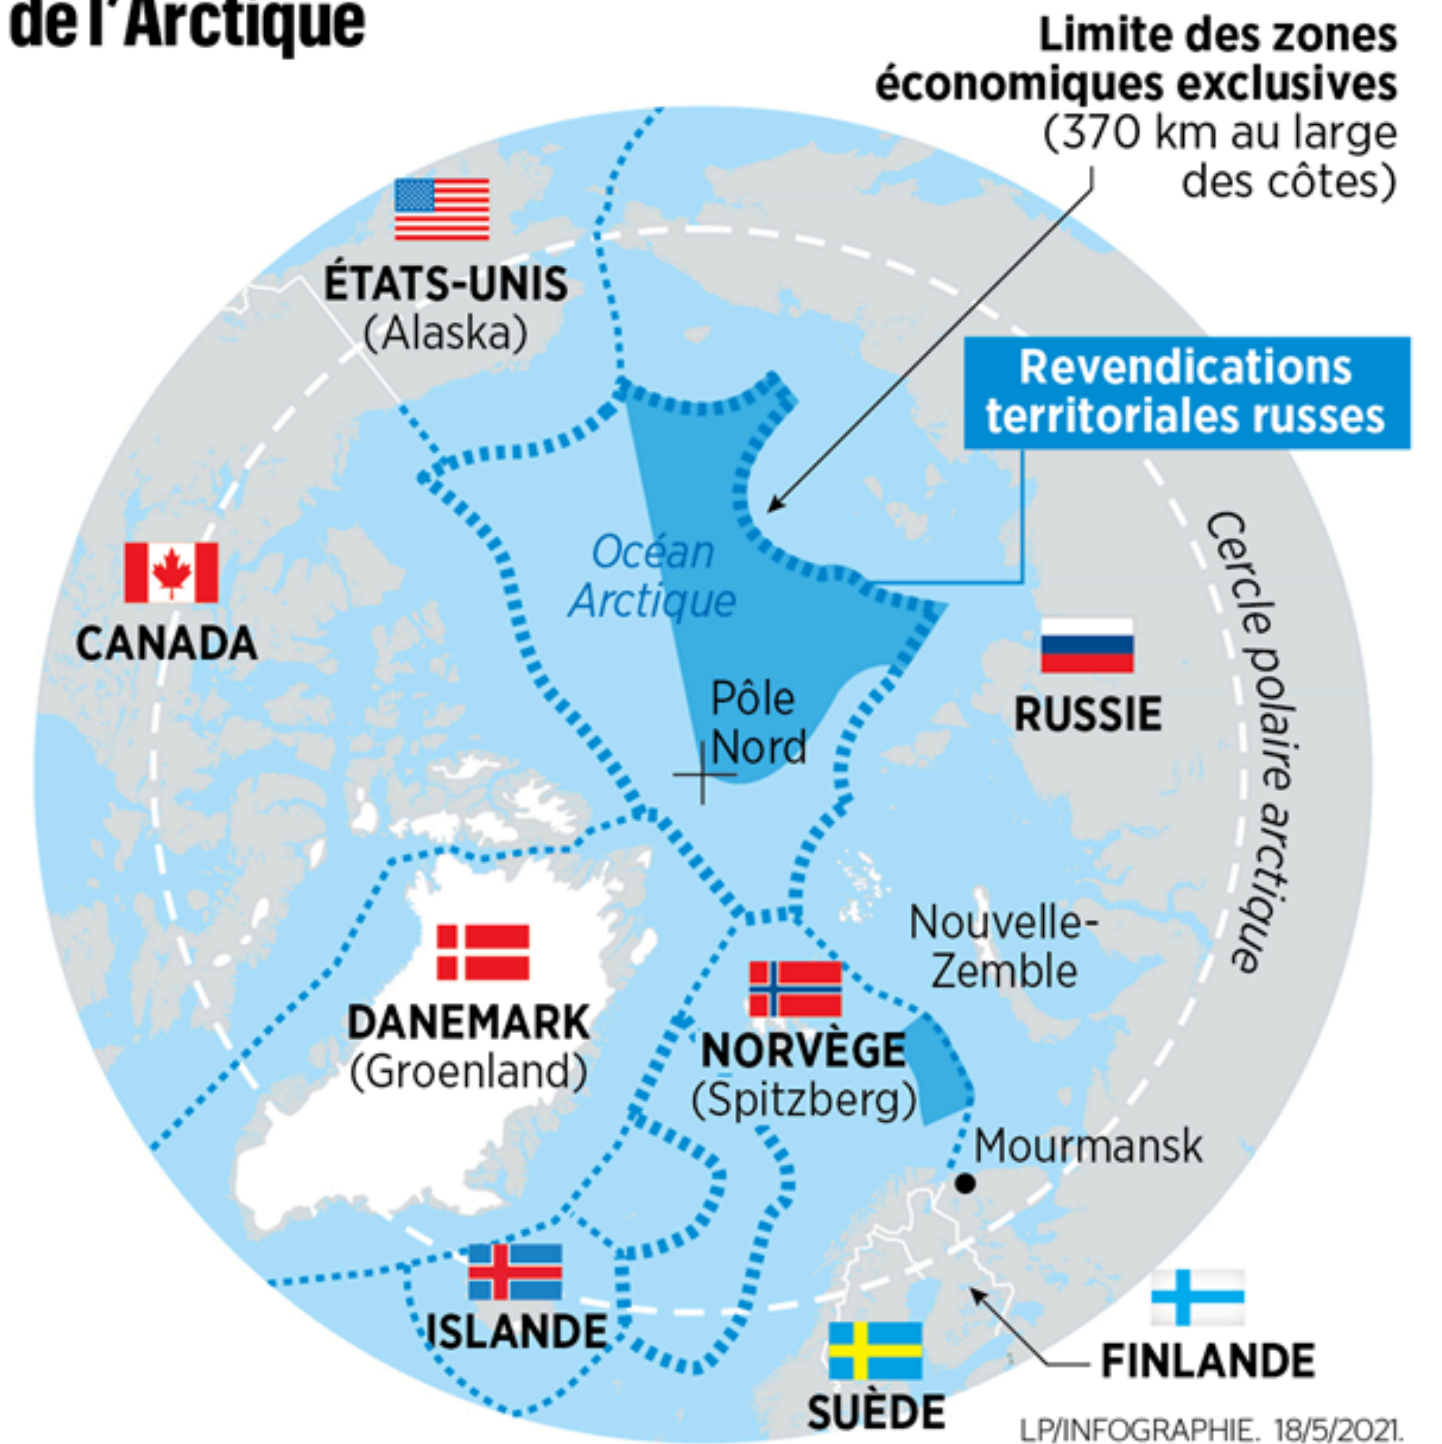 de l'Arctique
Limite des zones
économiques exclusives
(370 km au large
des côtes)
ÉTATS-UNIS
(Alaska)
Revendications
territoriales russes
Océan
Arctique
Cercle polaire arctique
CANADA
RUSSIE
Pôle
Nord
Nouvelle-
Zemble
DANEMARK
(Groenland)
NORVÈGE
(Spitzberg)
Mourmansk
ISLANDE
FINLANDE
SUÈDE
LP/INFOGRAPHIE. 18/5/2021.